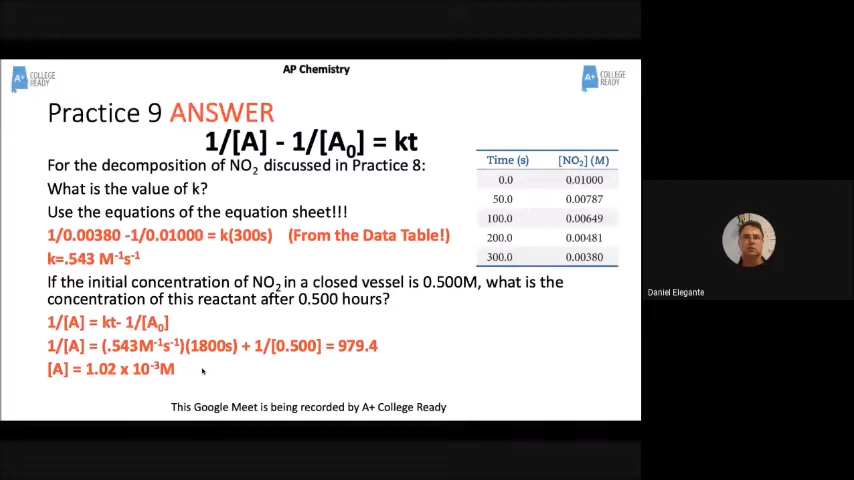 AP Chemistry
A+ COLLEGE READY
A+ COLLEGE READY
Practice 9 ANSWER
1/[A] - 1/[A₀] = kt
For the decomposition of NO₂ discussed in Practice 8:
What is the value of k?
Use the equations of the equation sheet!!!
1/0.00380 -1/0.01000 = k(300s) (From the Data Table!)
k=.543 M⁻¹s⁻¹
Time (s) [NO₂] (M)
0.0 0.01000
50.0 0.00787
100.0 0.00649
200.0 0.00481
300.0 0.00380
If the initial concentration of NO₂ in a closed vessel is 0.500M, what is the
concentration of this reactant after 0.500 hours?
1/[A] = kt- 1/[A₀]
1/[A] = (.543M⁻¹s⁻¹)(1800s) + 1/[0.500] = 979.4
[A] = 1.02 x 10⁻³M
This Google Meet is being recorded by A+ College Ready
Daniel Elegante